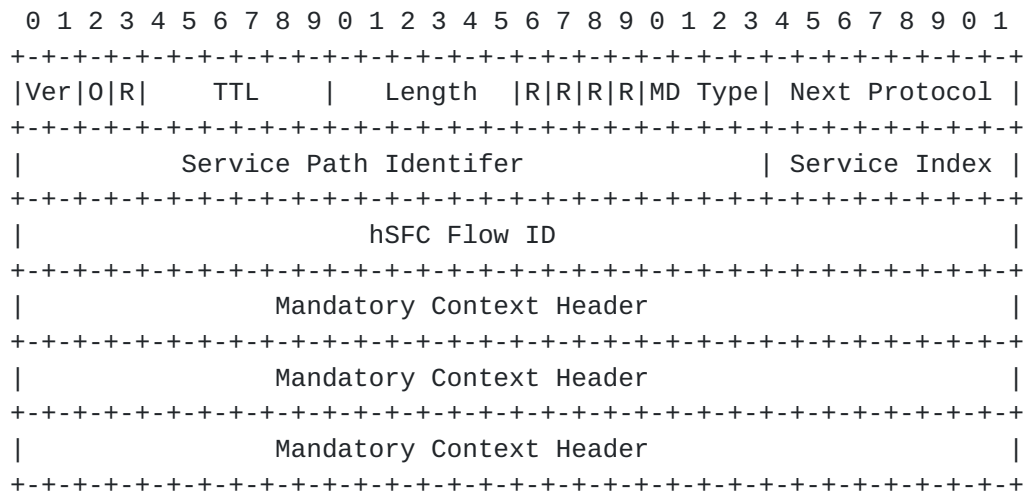 0 1 2 3 4 5 6 7 8 9 0 1 2 3 4 5 6 7 8 9 0 1 2 3 4 5 6 7 8 9 0 1
+-+-+-+-+-+-+-+-+-+-+-+-+-+-+-+-+-+-+-+-+-+-+-+-+-+-+-+-+-+-+-+-+
|Ver|O|R|    TTL    |   Length  |R|R|R|R|MD Type| Next Protocol |
+-+-+-+-+-+-+-+-+-+-+-+-+-+-+-+-+-+-+-+-+-+-+-+-+-+-+-+-+-+-+-+-+
|          Service Path Identifer               | Service Index |
+-+-+-+-+-+-+-+-+-+-+-+-+-+-+-+-+-+-+-+-+-+-+-+-+-+-+-+-+-+-+-+-+
|                      hSFC Flow ID                             |
+-+-+-+-+-+-+-+-+-+-+-+-+-+-+-+-+-+-+-+-+-+-+-+-+-+-+-+-+-+-+-+-+
|                Mandatory Context Header                       |
+-+-+-+-+-+-+-+-+-+-+-+-+-+-+-+-+-+-+-+-+-+-+-+-+-+-+-+-+-+-+-+-+
|                Mandatory Context Header                       |
+-+-+-+-+-+-+-+-+-+-+-+-+-+-+-+-+-+-+-+-+-+-+-+-+-+-+-+-+-+-+-+-+
|                Mandatory Context Header                       |
+-+-+-+-+-+-+-+-+-+-+-+-+-+-+-+-+-+-+-+-+-+-+-+-+-+-+-+-+-+-+-+-+